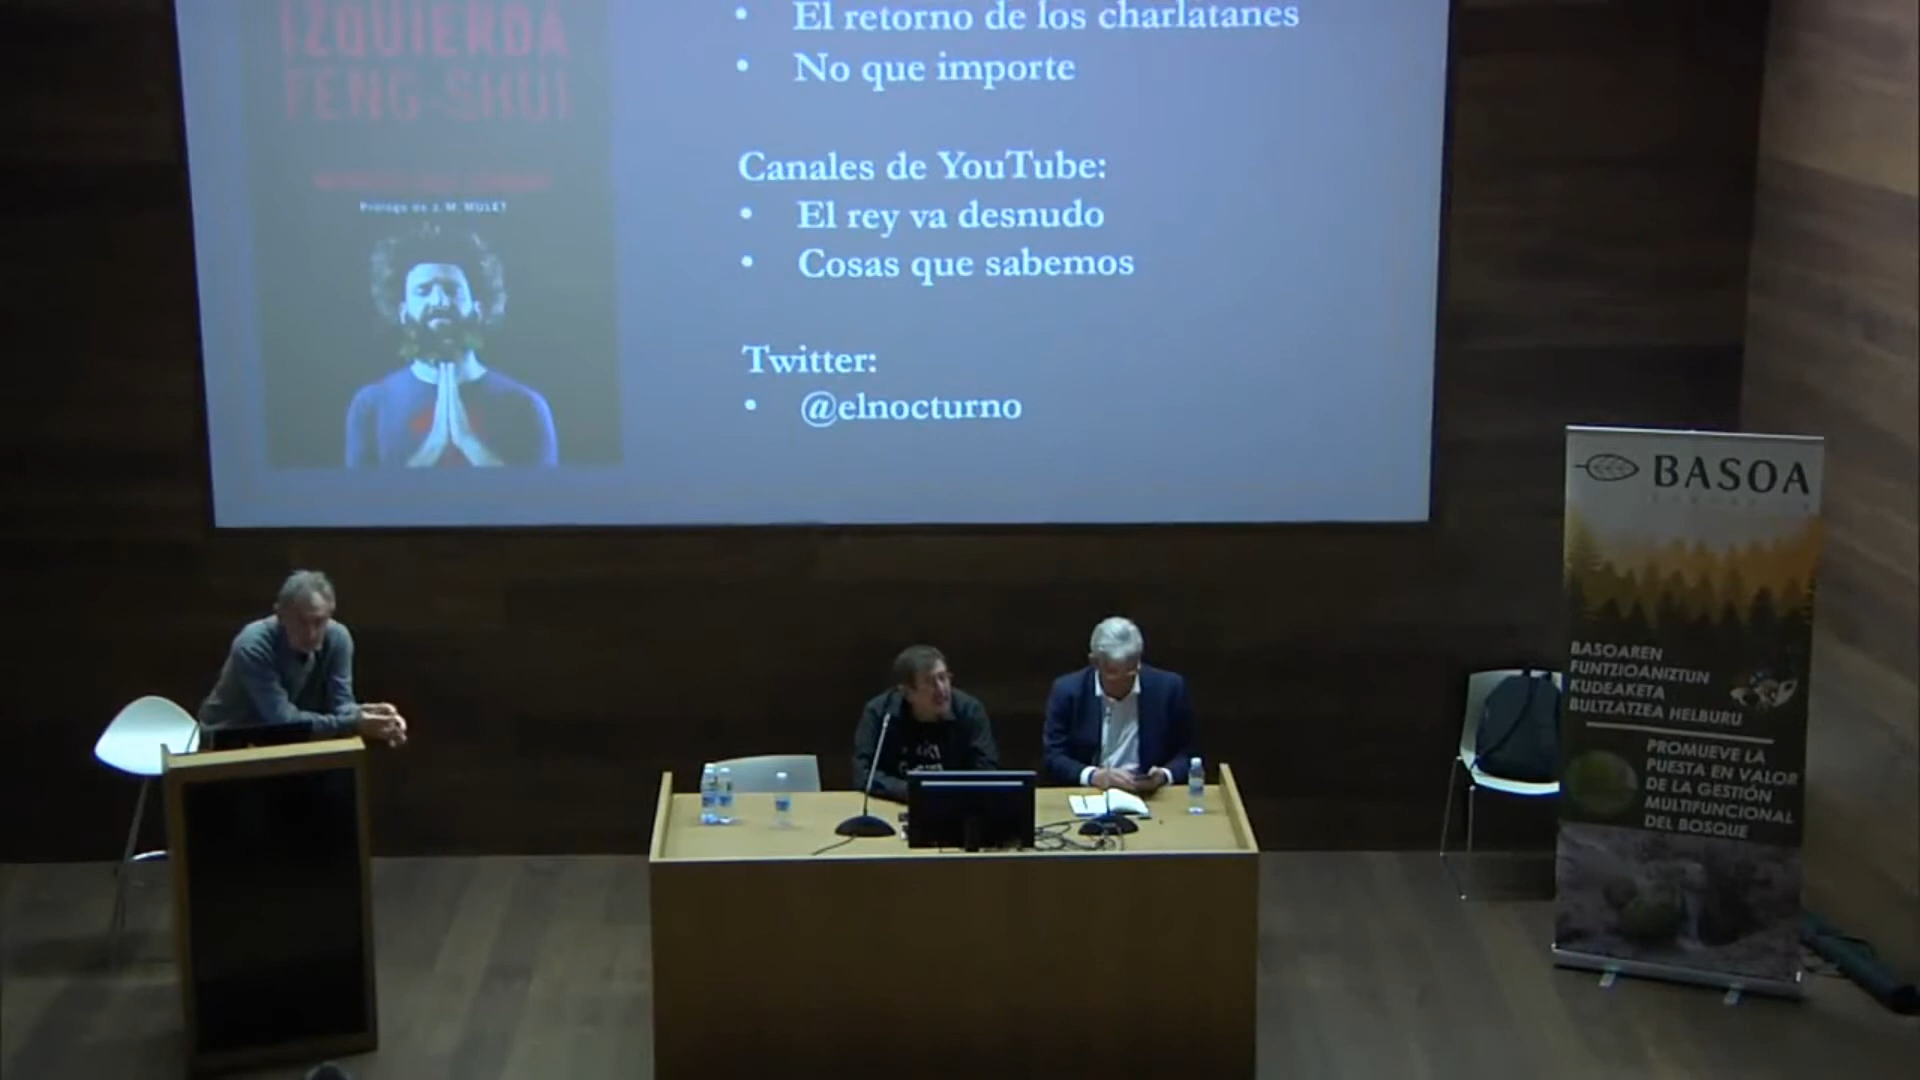 IZQUIERDA
FENG-SHUI
Prólogo de J. M. MULET
• El retorno de los charlatanes
• No que importe
Canales de YouTube:
• El rey va desnudo
• Cosas que sabemos
Twitter:
• @elnocturno
BASOA
BASOAREN
FUNTZIOANIZTUN
KUDEAKETA
BULTZATZEA HELBURU
PROMUEVE LA
PUESTA EN VALOR
DE LA GESTIÓN
MULTIFUNCIONAL
DEL BOSQUE